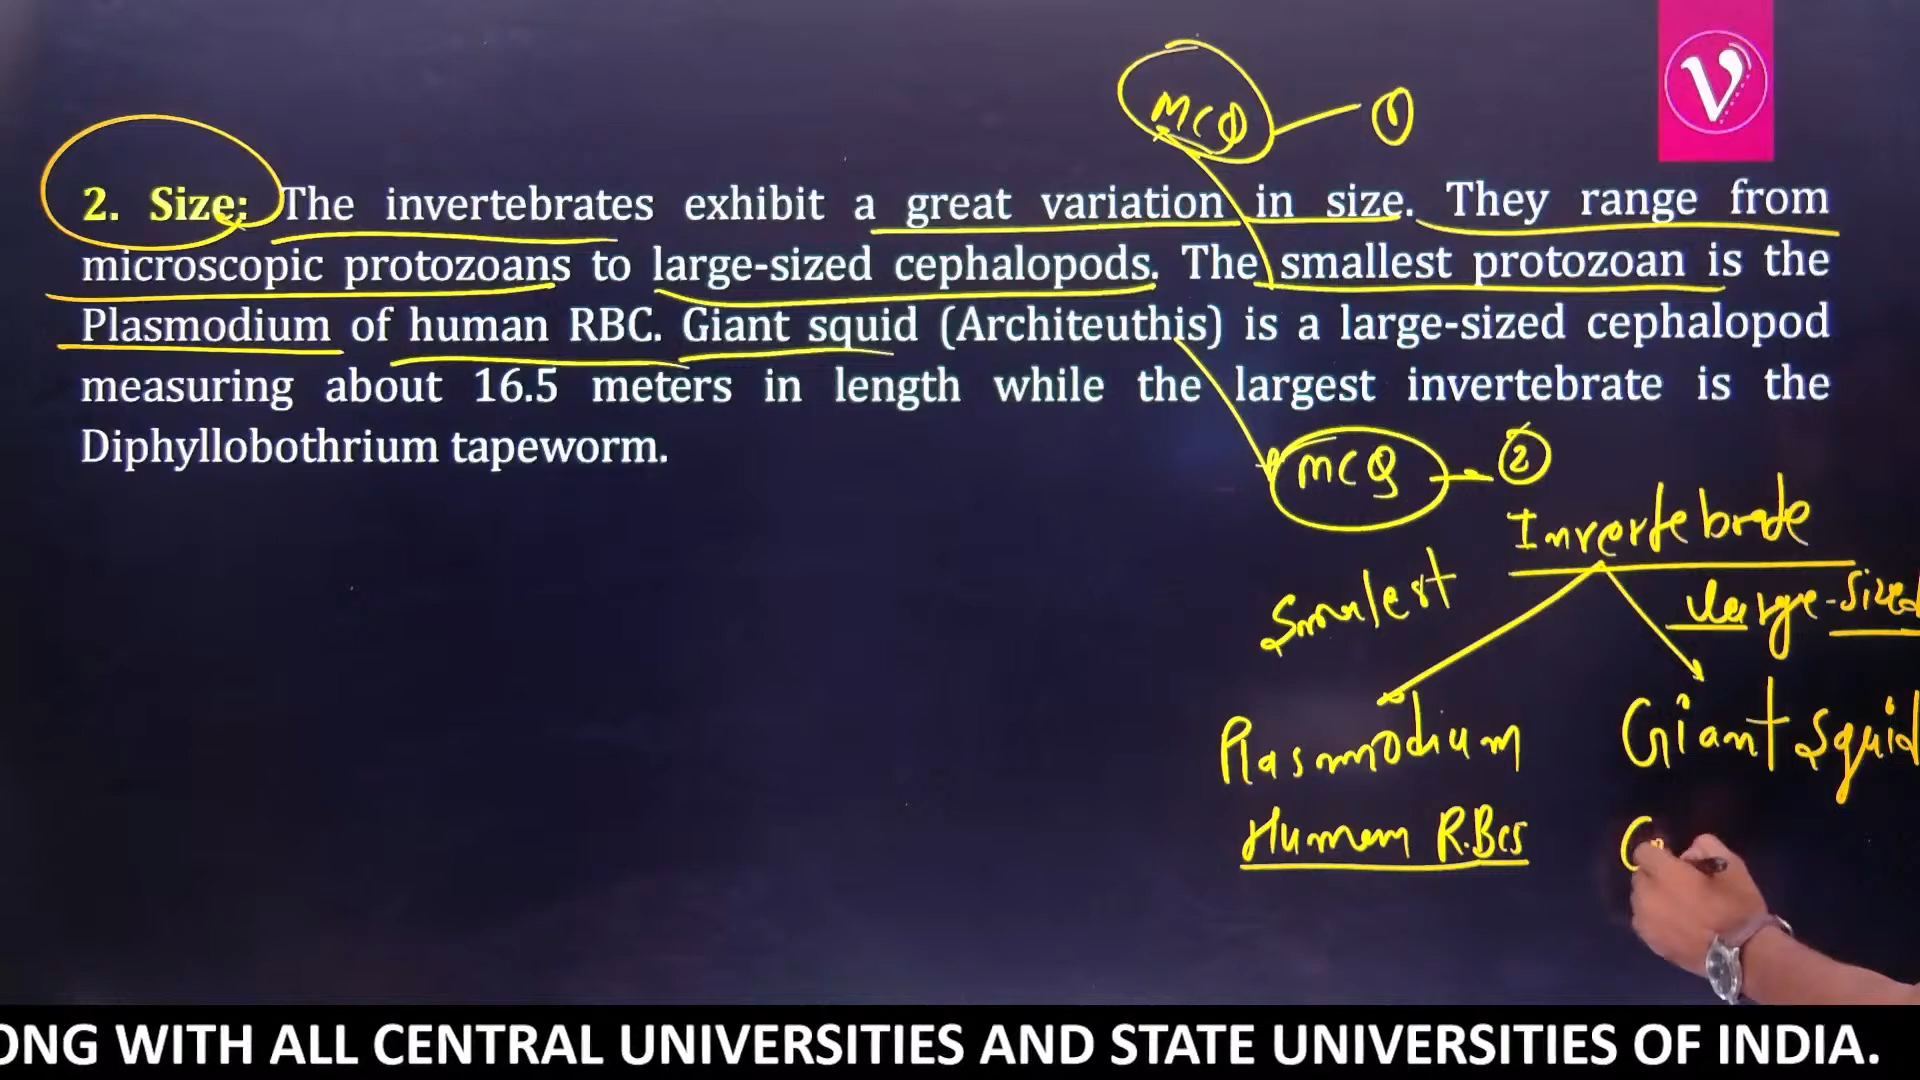 V
MCQ 1
2. Size: The invertebrates exhibit a great variation in size. They range from
microscopic protozoans to large-sized cephalopods. The smallest protozoan is the
Plasmodium of human RBC. Giant squid (Architeuthis) is a large-sized cephalopod
measuring about 16.5 meters in length while the largest invertebrate is the
Diphyllobothrium tapeworm.
MCQ 2
Invertebrate
Smalest
large-sized
Plasmodium
Giant squid
Humem R.Bcs
ONG WITH ALL CENTRAL UNIVERSITIES AND STATE UNIVERSITIES OF INDIA.